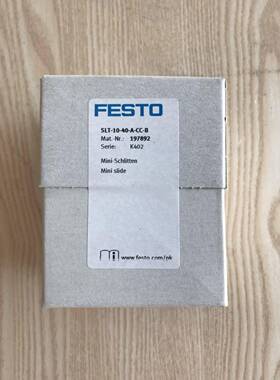 FESTO
SLT-10-40-A-CC-B
Mat.-Nr.: 197892
Serie: K402
Mini-Schlitten
Mini slide
www.festo.com/pk